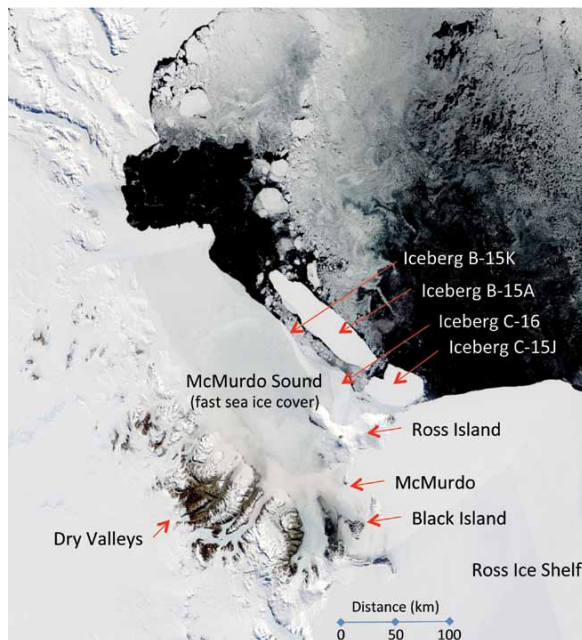 Iceberg B-15K
Iceberg B-15A
Iceberg C-16
Iceberg C-15J
McMurdo Sound
(fast sea ice cover)
Ross Island
McMurdo
Black Island
Dry Valleys
Ross Ice Shelf
Distance (km)
0 50 100